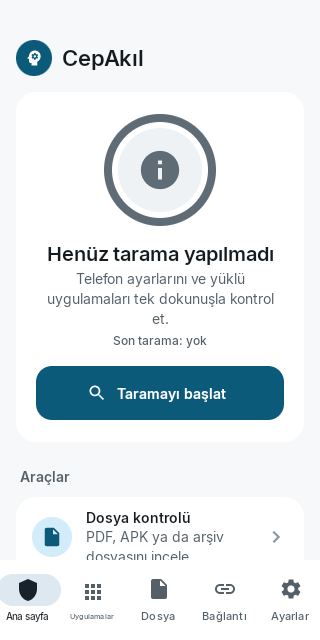 CepAkıl
Henüz tarama yapılmadı
Telefon ayarlarını ve yüklü
uygulamaları tek dokunuşla kontrol
et.
Son tarama: yok
Taramayı başlat
Araçlar
Dosya kontrolü
PDF, APK ya da arşiv
dosyasını incele
Ana sayfa
Uygulamalar
Dosya
Bağlantı
Ayarlar